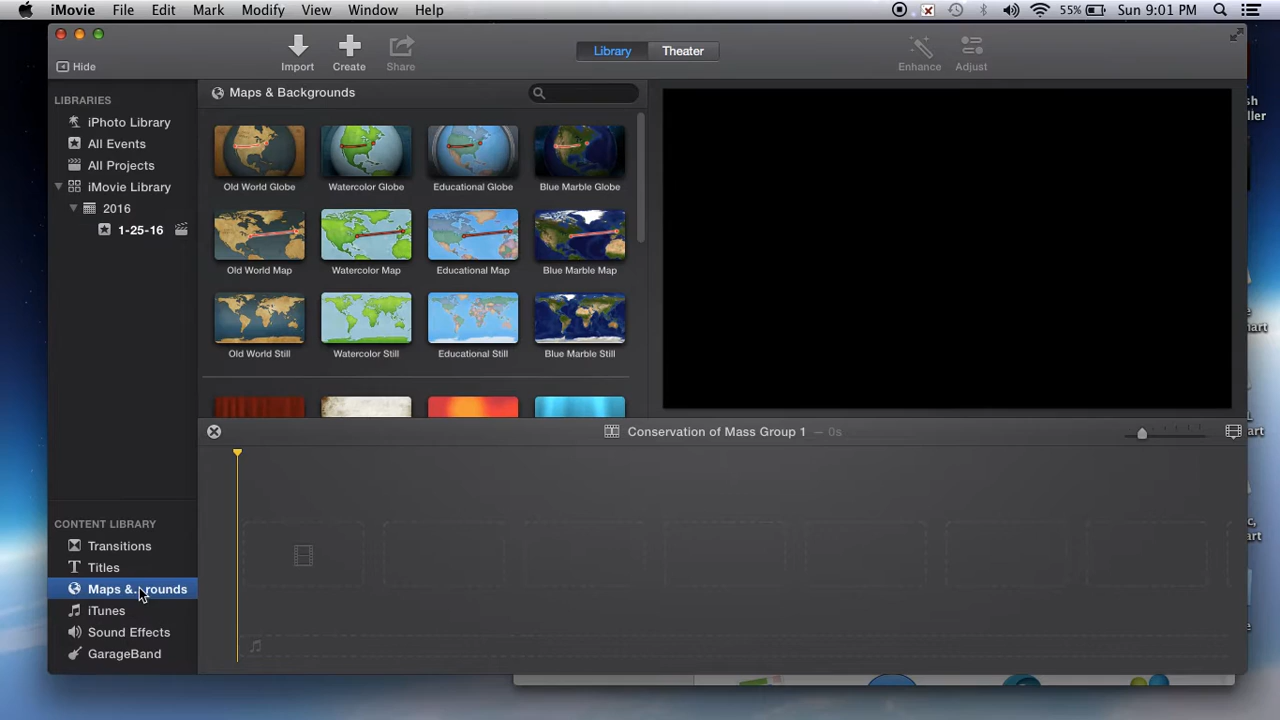 iMovie File Edit Mark Modify View Window Help 55% Sun 9:01 PM
Import Create Share Library Theater Enhance Adjust
Hide
LIBRARIES
iPhoto Library
All Events
All Projects
iMovie Library
2016
1-25-16
Maps & Backgrounds
Old World Globe Watercolor Globe Educational Globe Blue Marble Globe
Old World Map Watercolor Map Educational Map Blue Marble Map
Old World Still Watercolor Still Educational Still Blue Marble Still
Conservation of Mass Group 1 — 0s
CONTENT LIBRARY
Transitions
Titles
Maps &...rounds
iTunes
Sound Effects
GarageBand